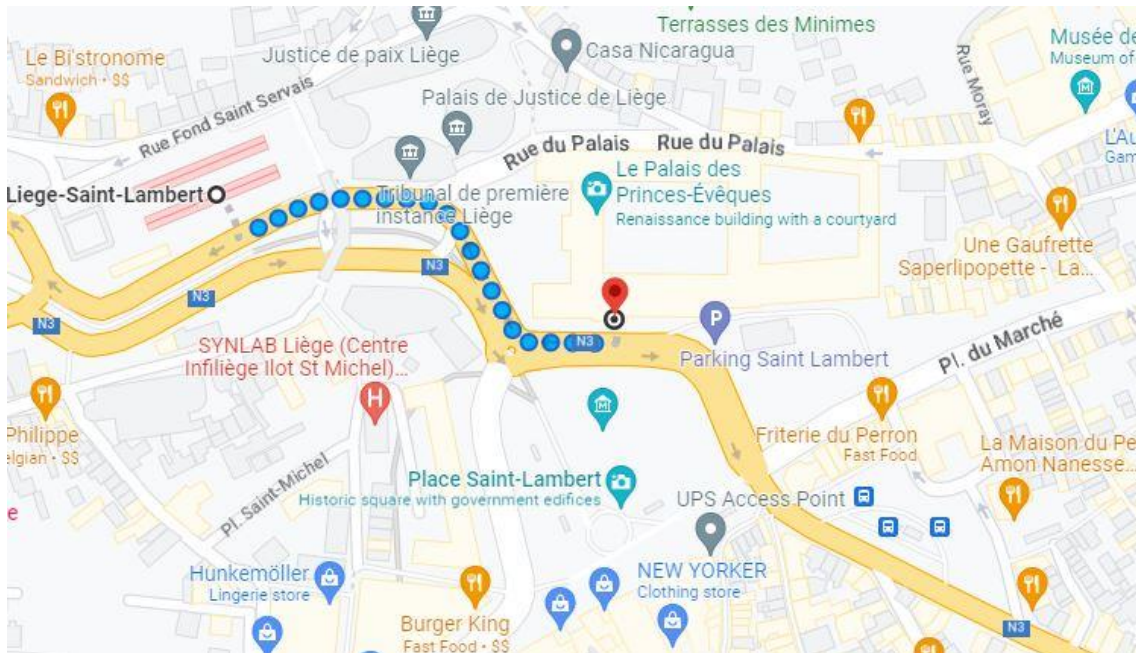 Terrasses des Minimes
Le Bi'stronome
Sandwich • $$
Justice de paix Liège
Casa Nicaragua
Rue Moray
Musée de
Museum of
Rue Fond Saint Servais
Palais de Justice de Liège
L'Au
Gam
Rue du Palais
Rue du Palais
Liege-Saint-Lambert
Tribunal de première
instance Liège
Le Palais des
Princes-Évêques
Renaissance building with a courtyard
Une Gaufrette
Saperlipopette - La...
N3
N3
N3
N3
P
Parking Saint Lambert
Pl. du Marché
SYNLAB Liège (Centre
Infiliège Ilot St Michel)...
H
M
Philippe
elgian • $$
Friterie du Perron
Fast Food
La Maison du Pe
Amon Nanesse...
Pl. Saint-Michel
Place Saint-Lambert
Historic square with government edifices
UPS Access Point
e
Hunkemöller
Lingerie store
NEW YORKER
Clothing store
Burger King
Fast Food • $$
N3